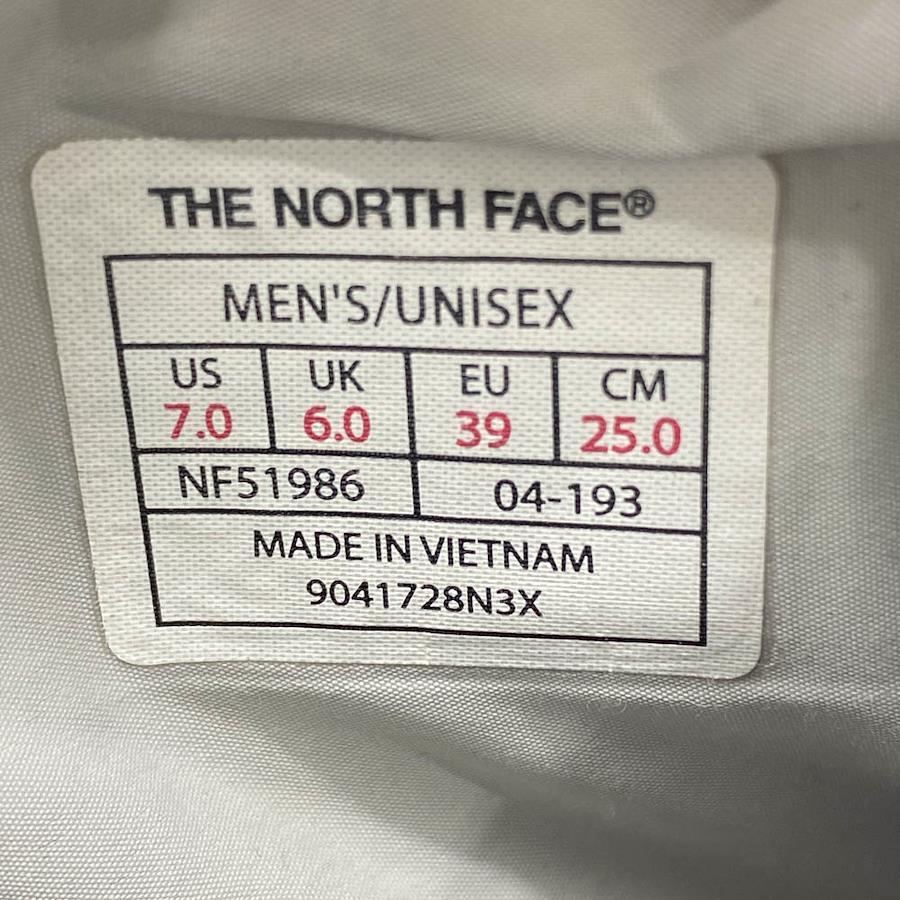 THE NORTH FACE®
MEN'S/UNISEX
US UK EU CM
7.0 6.0 39 25.0
NF51986 04-193
MADE IN VIETNAM
9041728N3X